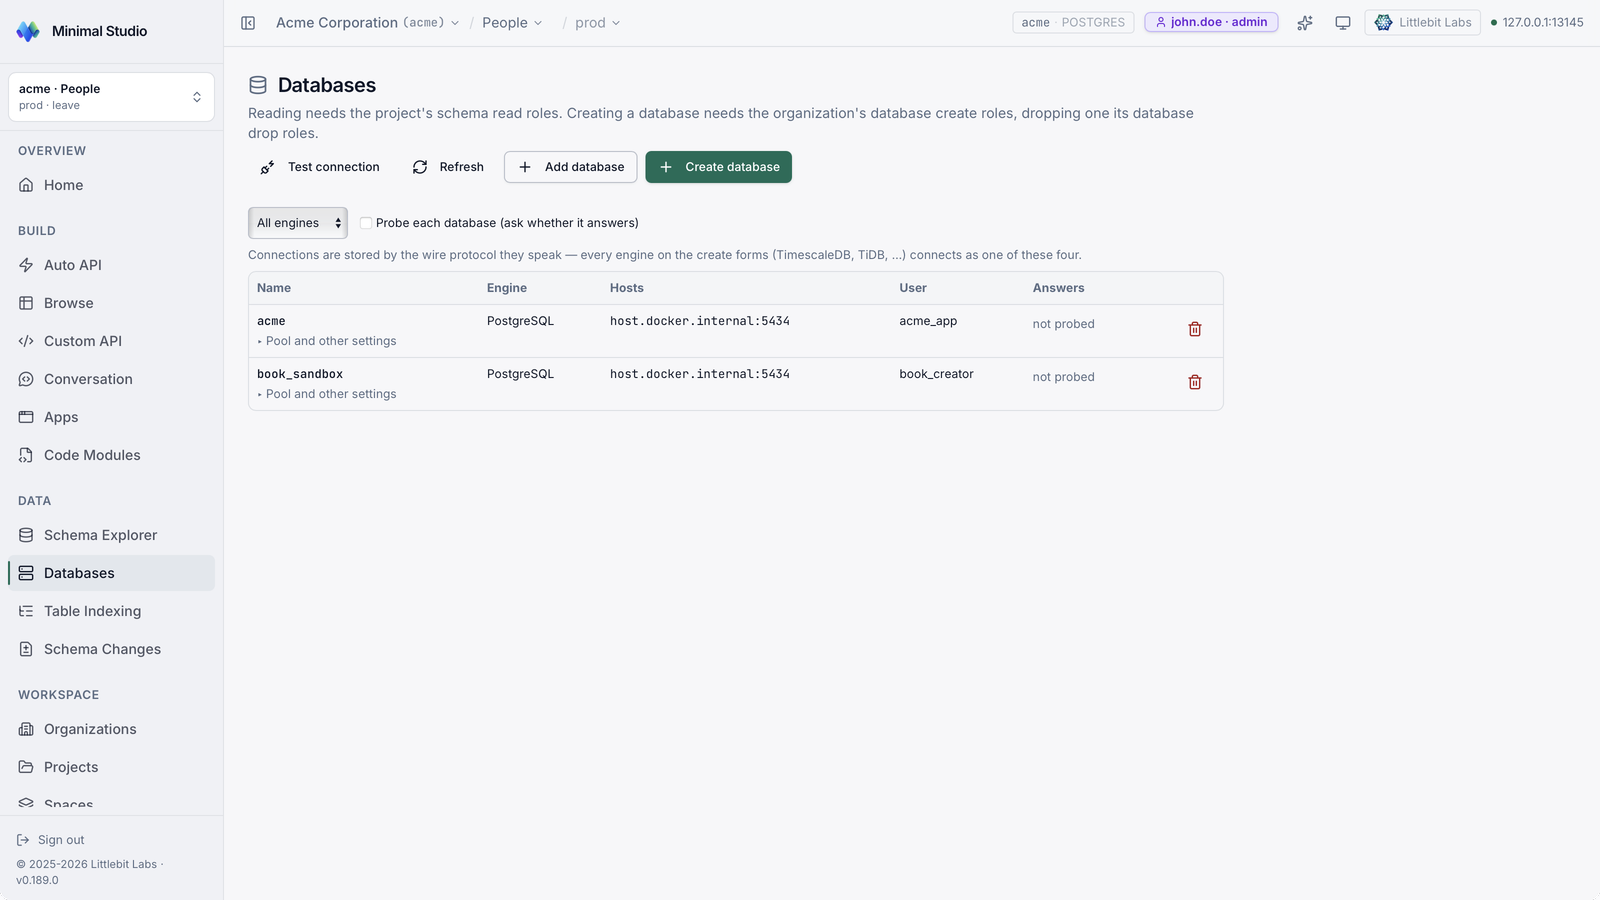 Minimal Studio
acme · People
prod · leave
OVERVIEW
Home
BUILD
Auto API
Browse
Custom API
Conversation
Apps
Code Modules
DATA
Schema Explorer
Databases
Table Indexing
Schema Changes
WORKSPACE
Organizations
Projects
Spaces
Sign out
© 2025-2026 Littlebit Labs ·
v0.189.0
Acme Corporation (acme) / People / prod
acme · POSTGRES
john.doe · admin
Littlebit Labs
127.0.0.1:13145
Databases
Reading needs the project's schema read roles. Creating a database needs the organization's database create roles, dropping one its database
drop roles.
Test connection Refresh Add database Create database
All engines Probe each database (ask whether it answers)
Connections are stored by the wire protocol they speak — every engine on the create forms (TimescaleDB, TiDB, ...) connects as one of these four.
Name Engine Hosts User Answers
acme PostgreSQL host.docker.internal:5434 acme_app not probed
Pool and other settings
book_sandbox PostgreSQL host.docker.internal:5434 book_creator not probed
Pool and other settings